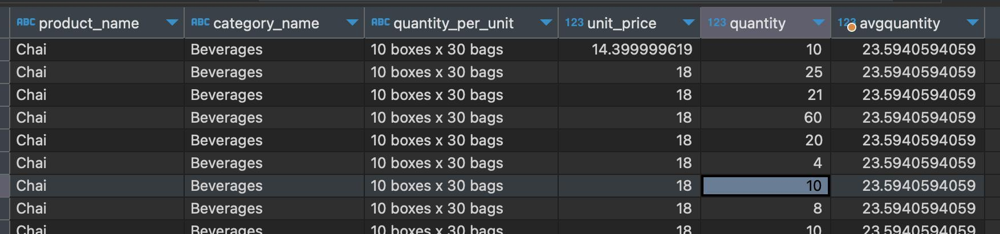 ABC product_name ABC category_name ABC quantity_per_unit 123 unit_price 123 quantity 123 avgquantity
Chai Beverages 10 boxes x 30 bags 14.399999619 10 23.5940594059
Chai Beverages 10 boxes x 30 bags 18 25 23.5940594059
Chai Beverages 10 boxes x 30 bags 18 21 23.5940594059
Chai Beverages 10 boxes x 30 bags 18 60 23.5940594059
Chai Beverages 10 boxes x 30 bags 18 20 23.5940594059
Chai Beverages 10 boxes x 30 bags 18 4 23.5940594059
Chai Beverages 10 boxes x 30 bags 18 10 23.5940594059
Chai Beverages 10 boxes x 30 bags 18 8 23.5940594059
Chai Beverages 10 boxes x 30 bags 18 10 23.5940594059